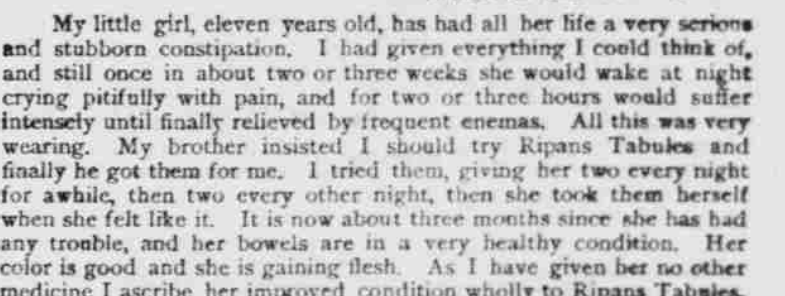 My little girl, eleven years old, has had all her life a very serious
and stubborn constipation. I had given everything I could think of,
and still once in about two or three weeks she would wake at night
crying pitifully with pain, and for two or three hours would suffer
intensely until finally relieved by frequent enemas. All this was very
wearing. My brother insisted I should try Ripans Tabules and
finally he got them for me. I tried them, giving her two every night
for awhile, then two every other night, then she took them herself
when she felt like it. It is now about three months since she has had
any trouble, and her bowels are in a very healthy condition. Her
color is good and she is gaining flesh. As I have given her no other
medicine I ascribe her improved condition wholly to Ripans Tabules.